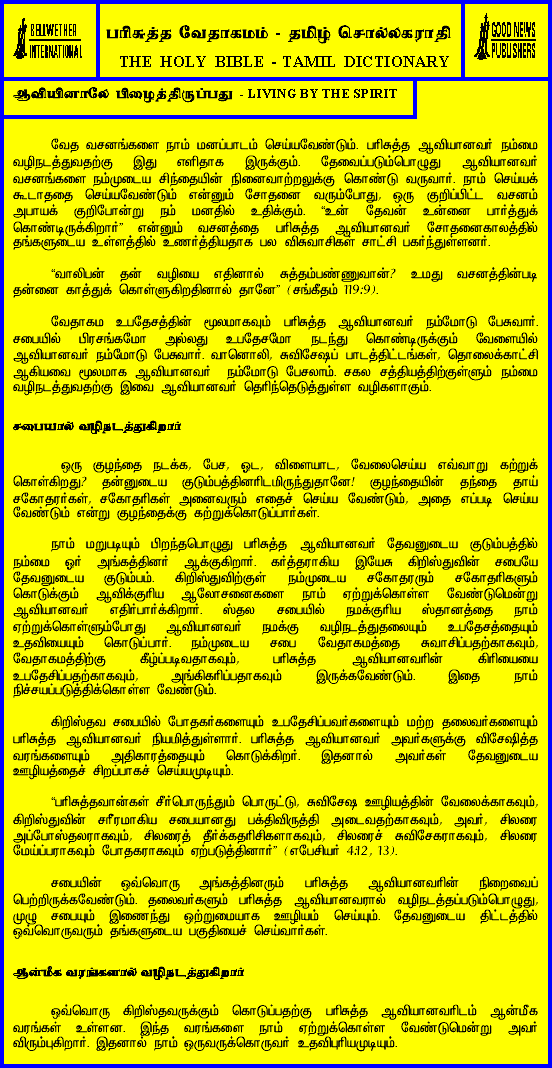 BELLWETHER
INTERNATIONAL
பரிசுத்த வேதாகமம் - தமிழ் சொல்லகராதி
THE HOLY BIBLE - TAMIL DICTIONARY
GOOD NEWS
PUBLISHERS
ஆவியினாலே பிழைத்திருப்பது - LIVING BY THE SPIRIT
வேத வசனங்களை நாம் மனப்பாடம் செய்யவேண்டும். பரிசுத்த ஆவியானவர் நம்மை
வழிநடத்துவதற்கு இது எளிதாக இருக்கும். தேவைப்படும்பொழுது ஆவியானவர்
வசனங்களை நம்முடைய சிந்தையின் நினைவாற்றலுக்கு கொண்டு வருவார். நாம் செய்யக்
கூடாததை செய்யவேண்டும் என்னும் சோதனை வரும்போது, ஒரு குறிப்பிட்ட வசனம்
அபாயக் குறிபோன்று நம் மனதில் உதிக்கும். “உன் தேவன் உன்னை பார்த்துக்
கொண்டிருக்கிறார்” என்னும் வசனத்தை பரிசுத்த ஆவியானவர் சோதனைகாலத்தில்
தங்களுடைய உள்ளத்தில் உணர்த்தியதாக பல விசுவாசிகள் சாட்சி பகர்ந்துள்ளனர்.
“வாலிபன் தன் வழியை எதினால் சுத்தம்பண்ணுவான்? உமது வசனத்தின்படி
தன்னை காத்துக் கொள்ளுகிறதினால் தானே” (சங்கீதம் 119:9).
வேதாகம உபதேசத்தின் மூலமாகவும் பரிசுத்த ஆவியானவர் நம்மோடு பேசுவார்.
சபையில் பிரசங்கமோ அல்லது உபதேசமோ நடந்து கொண்டிருக்கும் வேளையில்
ஆவியானவர் நம்மோடு பேசுவார். வானொலி, சுவிசேஷப் பாடத்திட்டங்கள், தொலைக்காட்சி
ஆகியவை மூலமாக ஆவியானவர் நம்மோடு பேசலாம். சகல சத்தியத்திற்குள்ளும் நம்மை
வழிநடத்துவதற்கு இவை ஆவியானவர் தெரிந்தெடுத்துள்ள வழிகளாகும்.
சபையால் வழிநடத்துகிறார்
ஒரு குழந்தை நடக்க, பேச, ஓட, விளையாட, வேலைசெய்ய எவ்வாறு கற்றுக்
கொள்கிறது? தன்னுடைய குடும்பத்தினரிடமிருந்துதானே! குழந்தையின் தந்தை தாய்
சகோதரர்கள், சகோதரிகள் அனைவரும் எதைச் செய்ய வேண்டும், அதை எப்படி செய்ய
வேண்டும் என்று குழந்தைக்கு கற்றுக்கொடுப்பார்கள்.
நாம் மறுபடியும் பிறந்தபொழுது பரிசுத்த ஆவியானவர் தேவனுடைய குடும்பத்தில்
நம்மை ஓர் அங்கத்தினர் ஆக்குகிறார். கர்த்தராகிய இயேசு கிறிஸ்துவின் சபையே
தேவனுடைய குடும்பம். கிறிஸ்துவிற்குள் நம்முடைய சகோதரரும் சகோதரிகளும்
கொடுக்கும் ஆவிக்குரிய ஆலோசனைகளை நாம் ஏற்றுக்கொள்ள வேண்டுமென்று
ஆவியானவர் எதிர்பார்க்கிறார். ஸ்தல சபையில் நமக்குரிய ஸ்தானத்தை நாம்
ஏற்றுக்கொள்ளும்போது ஆவியானவர் நமக்கு வழிநடத்துதலையும் உபதேசத்தையும்
உதவியையும் கொடுப்பார். நம்முடைய சபை வேதாகமத்தை சுவாசிப்பதற்காகவும்,
வேதாகமத்திற்கு கீழ்ப்படிவதாகவும், பரிசுத்த ஆவியானவரின் கிரியையை
உபதேசிப்பதற்காகவும், அங்கிகரிப்பதாகவும் இருக்கவேண்டும். இதை நாம்
நிச்சயப்படுத்திக்கொள்ள வேண்டும்.
கிறிஸ்தவ சபையில் போதகர்களையும் உபதேசிப்பவர்களையும் மற்ற தலைவர்களையும்
பரிசுத்த ஆவியானவர் நியமித்துள்ளார். பரிசுத்த ஆவியானவர் அவர்களுக்கு விசேஷித்த
வரங்களையும் அதிகாரத்தையும் கொடுக்கிறர். இதனால் அவர்கள் தேவனுடைய
ஊழியத்தைச் சிறப்பாகச் செய்யமுடியும்.
“பரிசுத்தவான்கள் சீர்பொருந்தும் பொருட்டு, சுவிசேஷ ஊழியத்தின் வேலைக்காகவும்,
கிறிஸ்துவின் சரீரமாகிய சபையானது பக்திவிருத்தி அடைவதற்காகவும், அவர், சிலரை
அப்போஸ்தலராகவும், சிலரைத் தீர்க்கதரிசிகளாகவும், சிலரைச் சுவிசேகராகவும், சிலரை
மேய்ப்பராகவும் போதகராகவும் ஏற்படுத்தினார்” (எபேசியர் 4:12, 13).
சபையின் ஒவ்வொரு அங்கத்தினரும் பரிசுத்த ஆவியானவரின் நிறைவைப்
பெற்றிருக்கவேண்டும். தலைவர்களும் பரிசுத்த ஆவியானவரால் வழிநடத்தப்படும்பொழுது,
முழு சபையும் இணைந்து ஒற்றுமையாக ஊழியம் செய்யும். தேவனுடைய திட்டத்தில்
ஒவ்வொருவரும் தங்களுடைய பகுதியைச் செய்வார்கள்.
ஆன்மீக வரங்களால் வழிநடத்துகிறார்
ஒவ்வொரு கிறிஸ்தவருக்கும் கொடுப்பதற்கு பரிசுத்த ஆவியானவரிடம் ஆன்மீக
வரங்கள் உள்ளன. இந்த வரங்களை நாம் ஏற்றுக்கொள்ள வேண்டுமென்று அவர்
விரும்புகிறார். இதனால் நாம் ஒருவருக்கொருவர் உதவிபுரியமுடியும்.